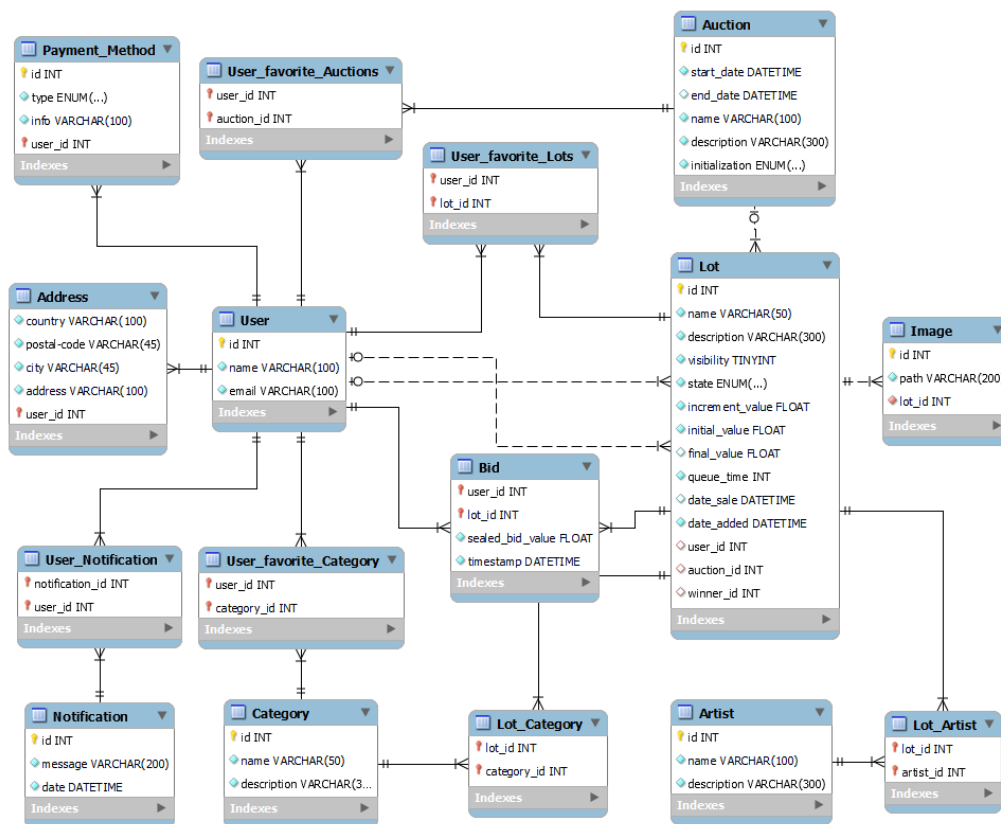 Payment_Method
id INT
type ENUM(...)
info VARCHAR(100)
user_id INT
Indexes
User_favorite_Auctions
user_id INT
auction_id INT
Indexes
Auction
id INT
start_date DATETIME
end_date DATETIME
name VARCHAR(100)
description VARCHAR(300)
initialization ENUM(...)
Indexes
User_favorite_Lots
user_id INT
lot_id INT
Indexes
Address
country VARCHAR(100)
postal-code VARCHAR(45)
city VARCHAR(45)
address VARCHAR(100)
user_id INT
Indexes
User
id INT
name VARCHAR(100)
email VARCHAR(100)
Indexes
Lot
id INT
name VARCHAR(50)
description VARCHAR(300)
visibility TINYINT
state ENUM(...)
increment_value FLOAT
initial_value FLOAT
final_value FLOAT
queue_time INT
date_sale DATETIME
date_added DATETIME
user_id INT
auction_id INT
winner_id INT
Indexes
Image
id INT
path VARCHAR(200)
lot_id INT
Indexes
Bid
user_id INT
lot_id INT
sealed_bid_value FLOAT
timestamp DATETIME
Indexes
User_Notification
notification_id INT
user_id INT
Indexes
User_favorite_Category
user_id INT
category_id INT
Indexes
Notification
id INT
message VARCHAR(200)
date DATETIME
Indexes
Category
id INT
name VARCHAR(50)
description VARCHAR(3...
Indexes
Lot_Category
lot_id INT
category_id INT
Indexes
Artist
id INT
name VARCHAR(100)
description VARCHAR(300)
Indexes
Lot_Artist
lot_id INT
artist_id INT
Indexes